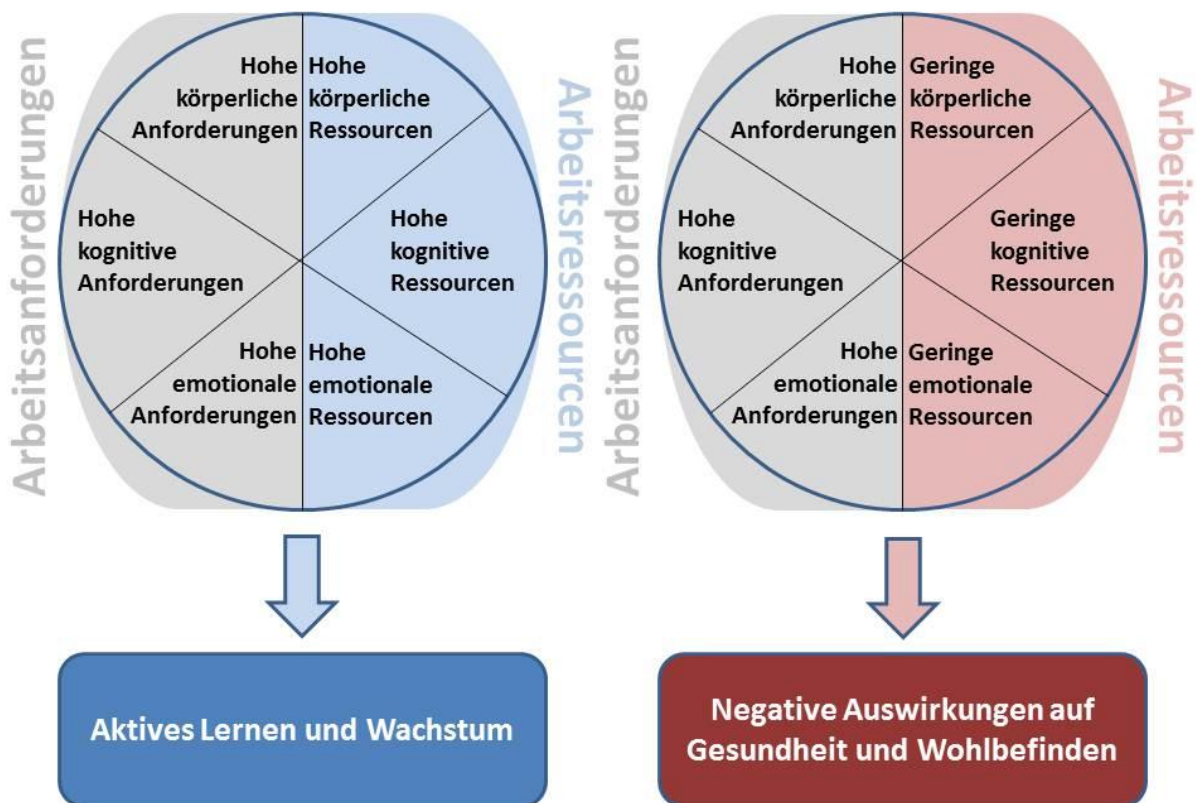 Arbeitsanforderungen
Hohe
körperliche
Anforderungen
Hohe
körperliche
Ressourcen
Hohe
kognitive
Anforderungen
Hohe
kognitive
Ressourcen
Hohe
emotionale
Anforderungen
Hohe
emotionale
Ressourcen
Arbeitsressourcen
Aktives Lernen und Wachstum
Arbeitsanforderungen
Hohe
körperliche
Anforderungen
Geringe
körperliche
Ressourcen
Hohe
kognitive
Anforderungen
Geringe
kognitive
Ressourcen
Hohe
emotionale
Anforderungen
Geringe
emotionale
Ressourcen
Arbeitsressourcen
Negative Auswirkungen auf
Gesundheit und Wohlbefinden